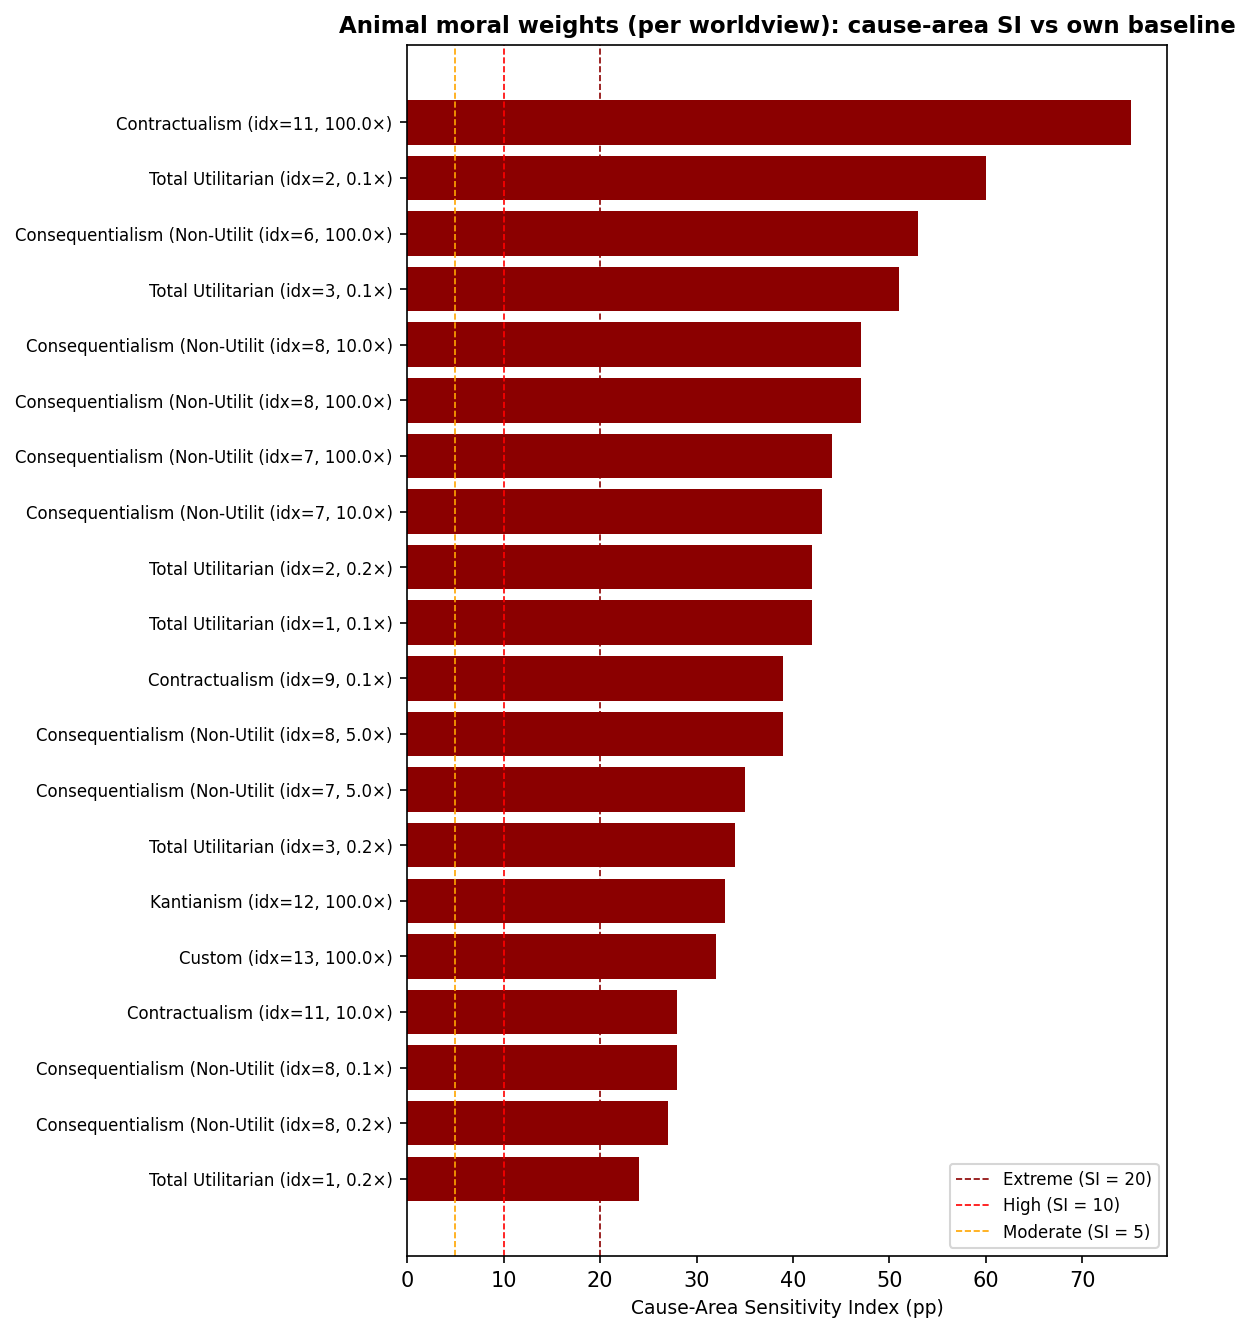 Animal moral weights (per worldview): cause-area SI vs own baseline
Contractualism (idx=11, 100.0×)
Total Utilitarian (idx=2, 0.1×)
Consequentialism (Non-Utilit (idx=6, 100.0×)
Total Utilitarian (idx=3, 0.1×)
Consequentialism (Non-Utilit (idx=8, 10.0×)
Consequentialism (Non-Utilit (idx=8, 100.0×)
Consequentialism (Non-Utilit (idx=7, 100.0×)
Consequentialism (Non-Utilit (idx=7, 10.0×)
Total Utilitarian (idx=2, 0.2×)
Total Utilitarian (idx=1, 0.1×)
Contractualism (idx=9, 0.1×)
Consequentialism (Non-Utilit (idx=8, 5.0×)
Consequentialism (Non-Utilit (idx=7, 5.0×)
Total Utilitarian (idx=3, 0.2×)
Kantianism (idx=12, 100.0×)
Custom (idx=13, 100.0×)
Contractualism (idx=11, 10.0×)
Consequentialism (Non-Utilit (idx=8, 0.1×)
Consequentialism (Non-Utilit (idx=8, 0.2×)
Total Utilitarian (idx=1, 0.2×)
Extreme (SI = 20)
High (SI = 10)
Moderate (SI = 5)
0 10 20 30 40 50 60 70
Cause-Area Sensitivity Index (pp)